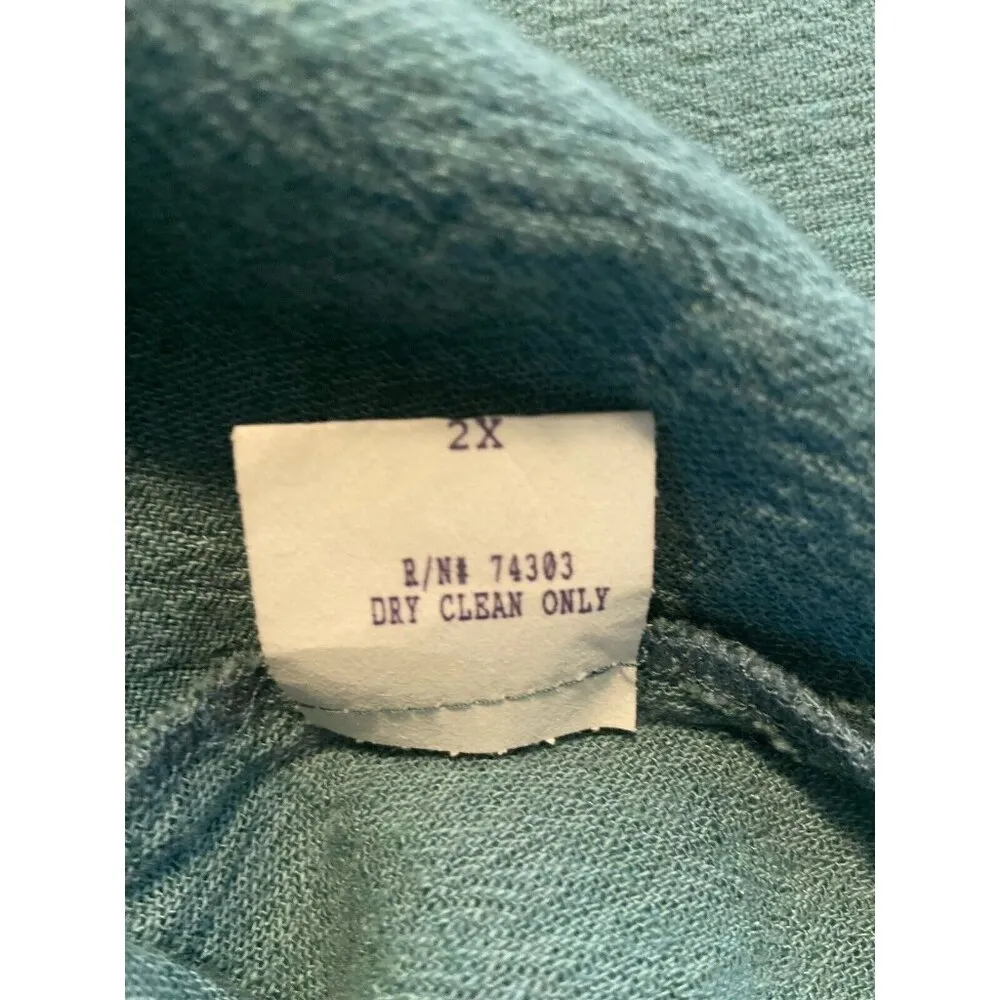 2X
R/N# 74303
DRY CLEAN ONLY